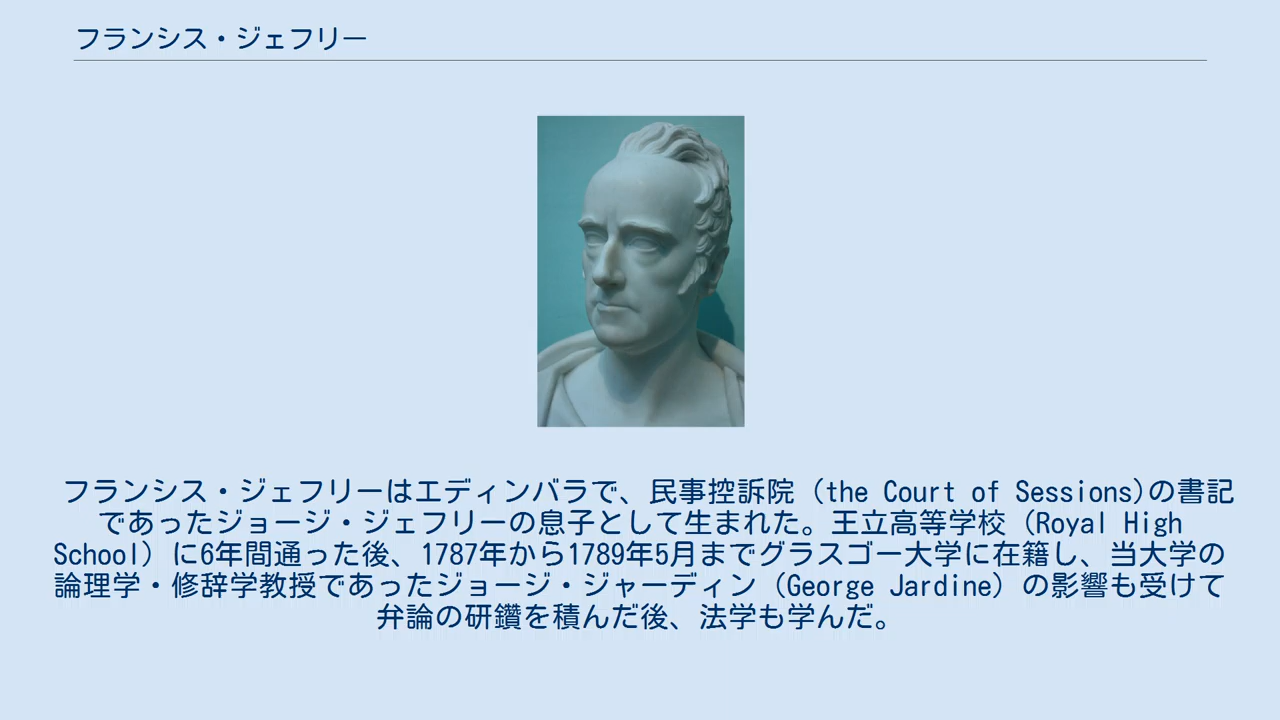 フランシス・ジェフリー
フランシス・ジェフリーはエディンバラで、民事控訴院（the Court of Sessions)の書記
であったジョージ・ジェフリーの息子として生まれた。王立高等学校（Royal High
School）に6年間通った後、1787年から1789年5月までグラスゴー大学に在籍し、当大学の
論理学・修辞学教授であったジョージ・ジャーディン（George Jardine）の影響も受けて
弁論の研鑽を積んだ後、法学も学んだ。